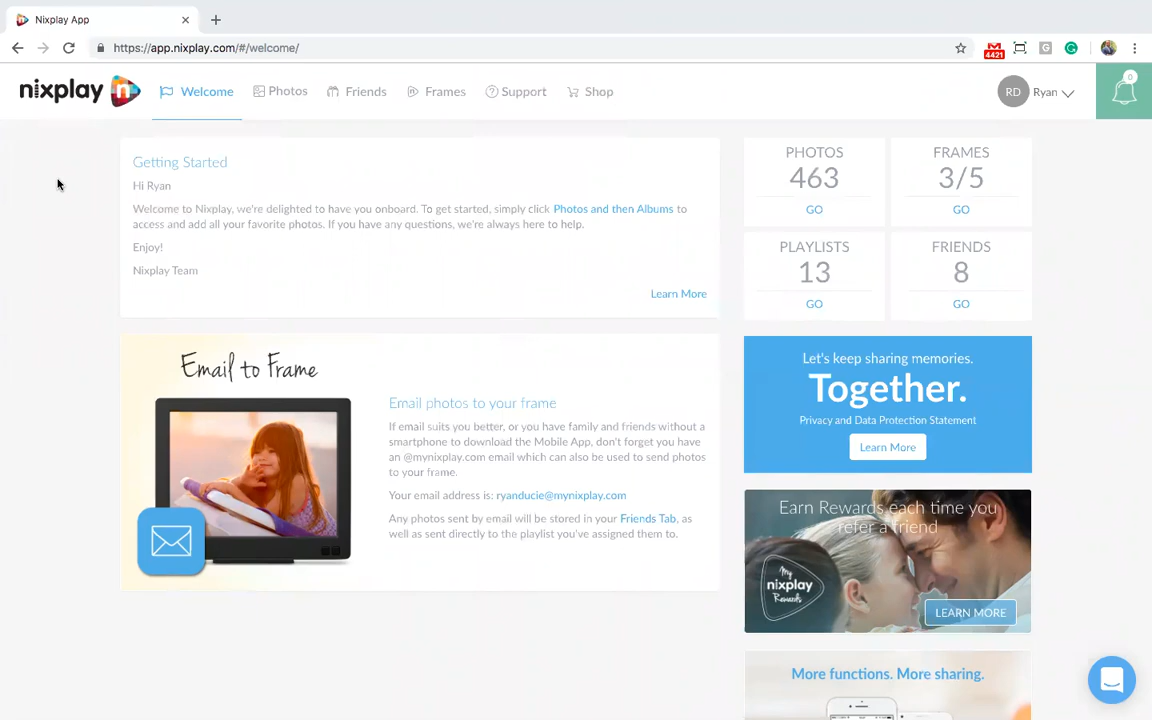 Nixplay App
https://app.nixplay.com/#/welcome/
4421
G
nixplay n
Welcome
Photos
Friends
Frames
Support
Shop
RD
Ryan
0
Getting Started
Hi Ryan
Welcome to Nixplay, we're delighted to have you onboard. To get started, simply click Photos and then Albums to
access and add all your favorite photos. If you have any questions, we're always here to help.
Enjoy!
Nixplay Team
Learn More
PHOTOS
463
GO
FRAMES
3/5
GO
PLAYLISTS
13
GO
FRIENDS
8
GO
Email to Frame
Email photos to your frame
If email suits you better, or you have family and friends without a
smartphone to download the Mobile App, don't forget you have
an @mynixplay.com email which can also be used to send photos
to your frame.
Your email address is: ryanducie@mynixplay.com
Any photos sent by email will be stored in your Friends Tab, as
well as sent directly to the playlist you've assigned them to.
Let's keep sharing memories.
Together.
Privacy and Data Protection Statement
Learn More
Earn Rewards each time you
refer a friend
My
nixplay
Rewards
LEARN MORE
More functions. More sharing.